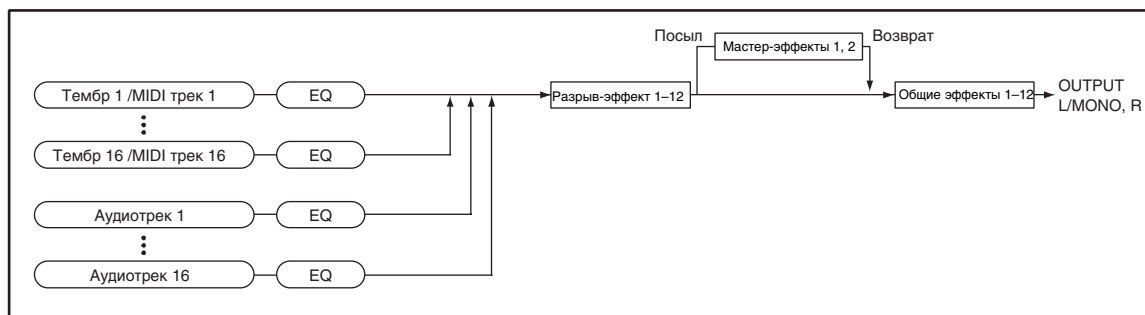 Посыл
Мастер-эффекты 1, 2
Возврат
Тембр 1 /MIDI трек 1
EQ
Разрыв-эффект 1–12
Общие эффекты 1–12
OUTPUT
L/MONO, R
Тембр 16 /MIDI трек 16
EQ
Аудиотрек 1
EQ
Аудиотрек 16
EQ